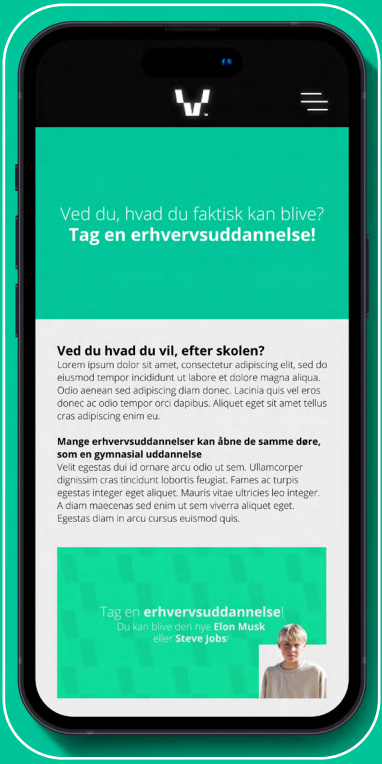 Ved du, hvad du faktisk kan blive?
Tag en erhvervsuddannelse!
Ved du hvad du vil, efter skolen?
Lorem ipsum dolor sit amet, consectetur adipiscing elit, sed do
eiusmod tempor incididunt ut labore et dolore magna aliqua.
Odio aenean sed adipiscing diam donec. Lacinia quis vel eros
donec ac odio tempor orci dapibus. Aliquet eget sit amet tellus
cras adipiscing enim eu.
Mange erhvervsuddannelser kan åbne de samme døre,
som en gymnasial uddannelse
Velit egestas dui id ornare arcu odio ut sem. Ullamcorper
dignissim cras tincidunt lobortis feugiat. Fames ac turpis
egestas integer eget aliquet. Mauris vitae ultricies leo integer.
A diam maecenas sed enim ut sem viverra aliquet eget.
Egestas diam in arcu cursus euismod quis.
Tag en erhvervsuddannelse!
Du kan blive den nye Elon Musk
eller Steve Jobs!